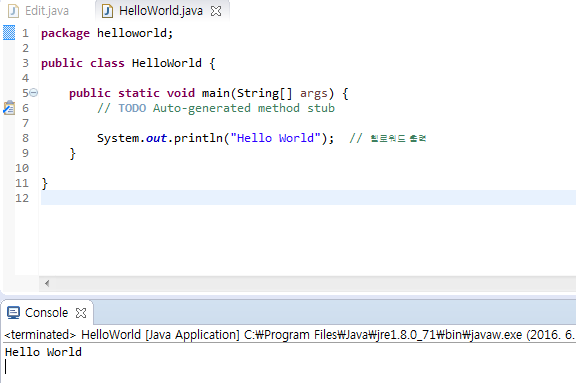 Edit.java HelloWorld.java
1 package helloworld;
2
3 public class HelloWorld {
4
5 public static void main(String[] args) {
6 // TODO Auto-generated method stub
7
8 System.out.println("Hello World"); // 헬로워드 출력
9 }
10
11 }
12
Console
<terminated> HelloWorld [Java Application] C:₩Program Files₩Java₩jre1.8.0_71₩bin₩javaw.exe (2016. 6.
Hello World